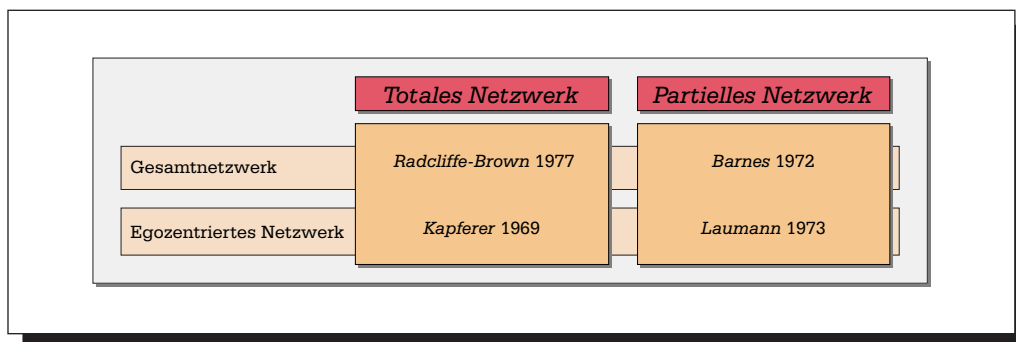 Totales Netzwerk Partielles Netzwerk
Gesamtnetzwerk Radcliffe-Brown 1977 Barnes 1972
Egozentriertes Netzwerk Kapferer 1969 Laumann 1973